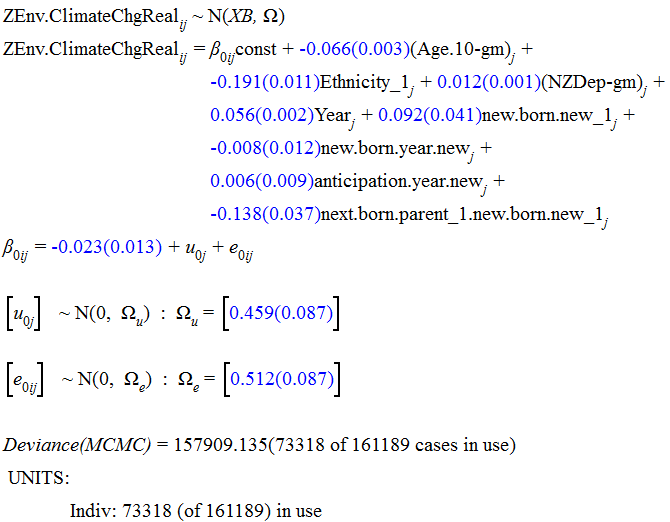 ZEnv.ClimateChgReal_ij ~ N(XB, Ω)
ZEnv.ClimateChgReal_ij = β_0ij const + -0.066(0.003)(Age.10-gm)_j +
-0.191(0.011)Ethnicity_1_j + 0.012(0.001)(NZDep-gm)_j +
0.056(0.002)Year_j + 0.092(0.041)new.born.new_1_j +
-0.008(0.012)new.born.year.new_j +
0.006(0.009)anticipation.year.new_j +
-0.138(0.037)next.born.parent_1.new.born.new_1_j
β_0ij = -0.023(0.013) + u_0j + e_0ij
[u_0j] ~ N(0, Ω_u) : Ω_u = [0.459(0.087)]
[e_0ij] ~ N(0, Ω_e) : Ω_e = [0.512(0.087)]
Deviance(MCMC) = 157909.135(73318 of 161189 cases in use)
UNITS:
Indiv: 73318 (of 161189) in use